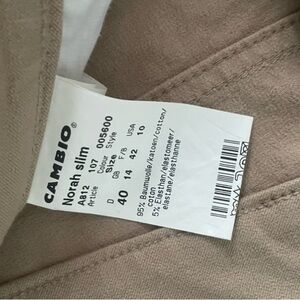 CAMBIO
Norah slim
A812 107 005600
Article Colour Style
Size
D GB F/B USA
40 14 42 10
95% Baumwolle/katoen/cotton/
coton
5% Elasthan/elastomeer/
elastane/elasthanne